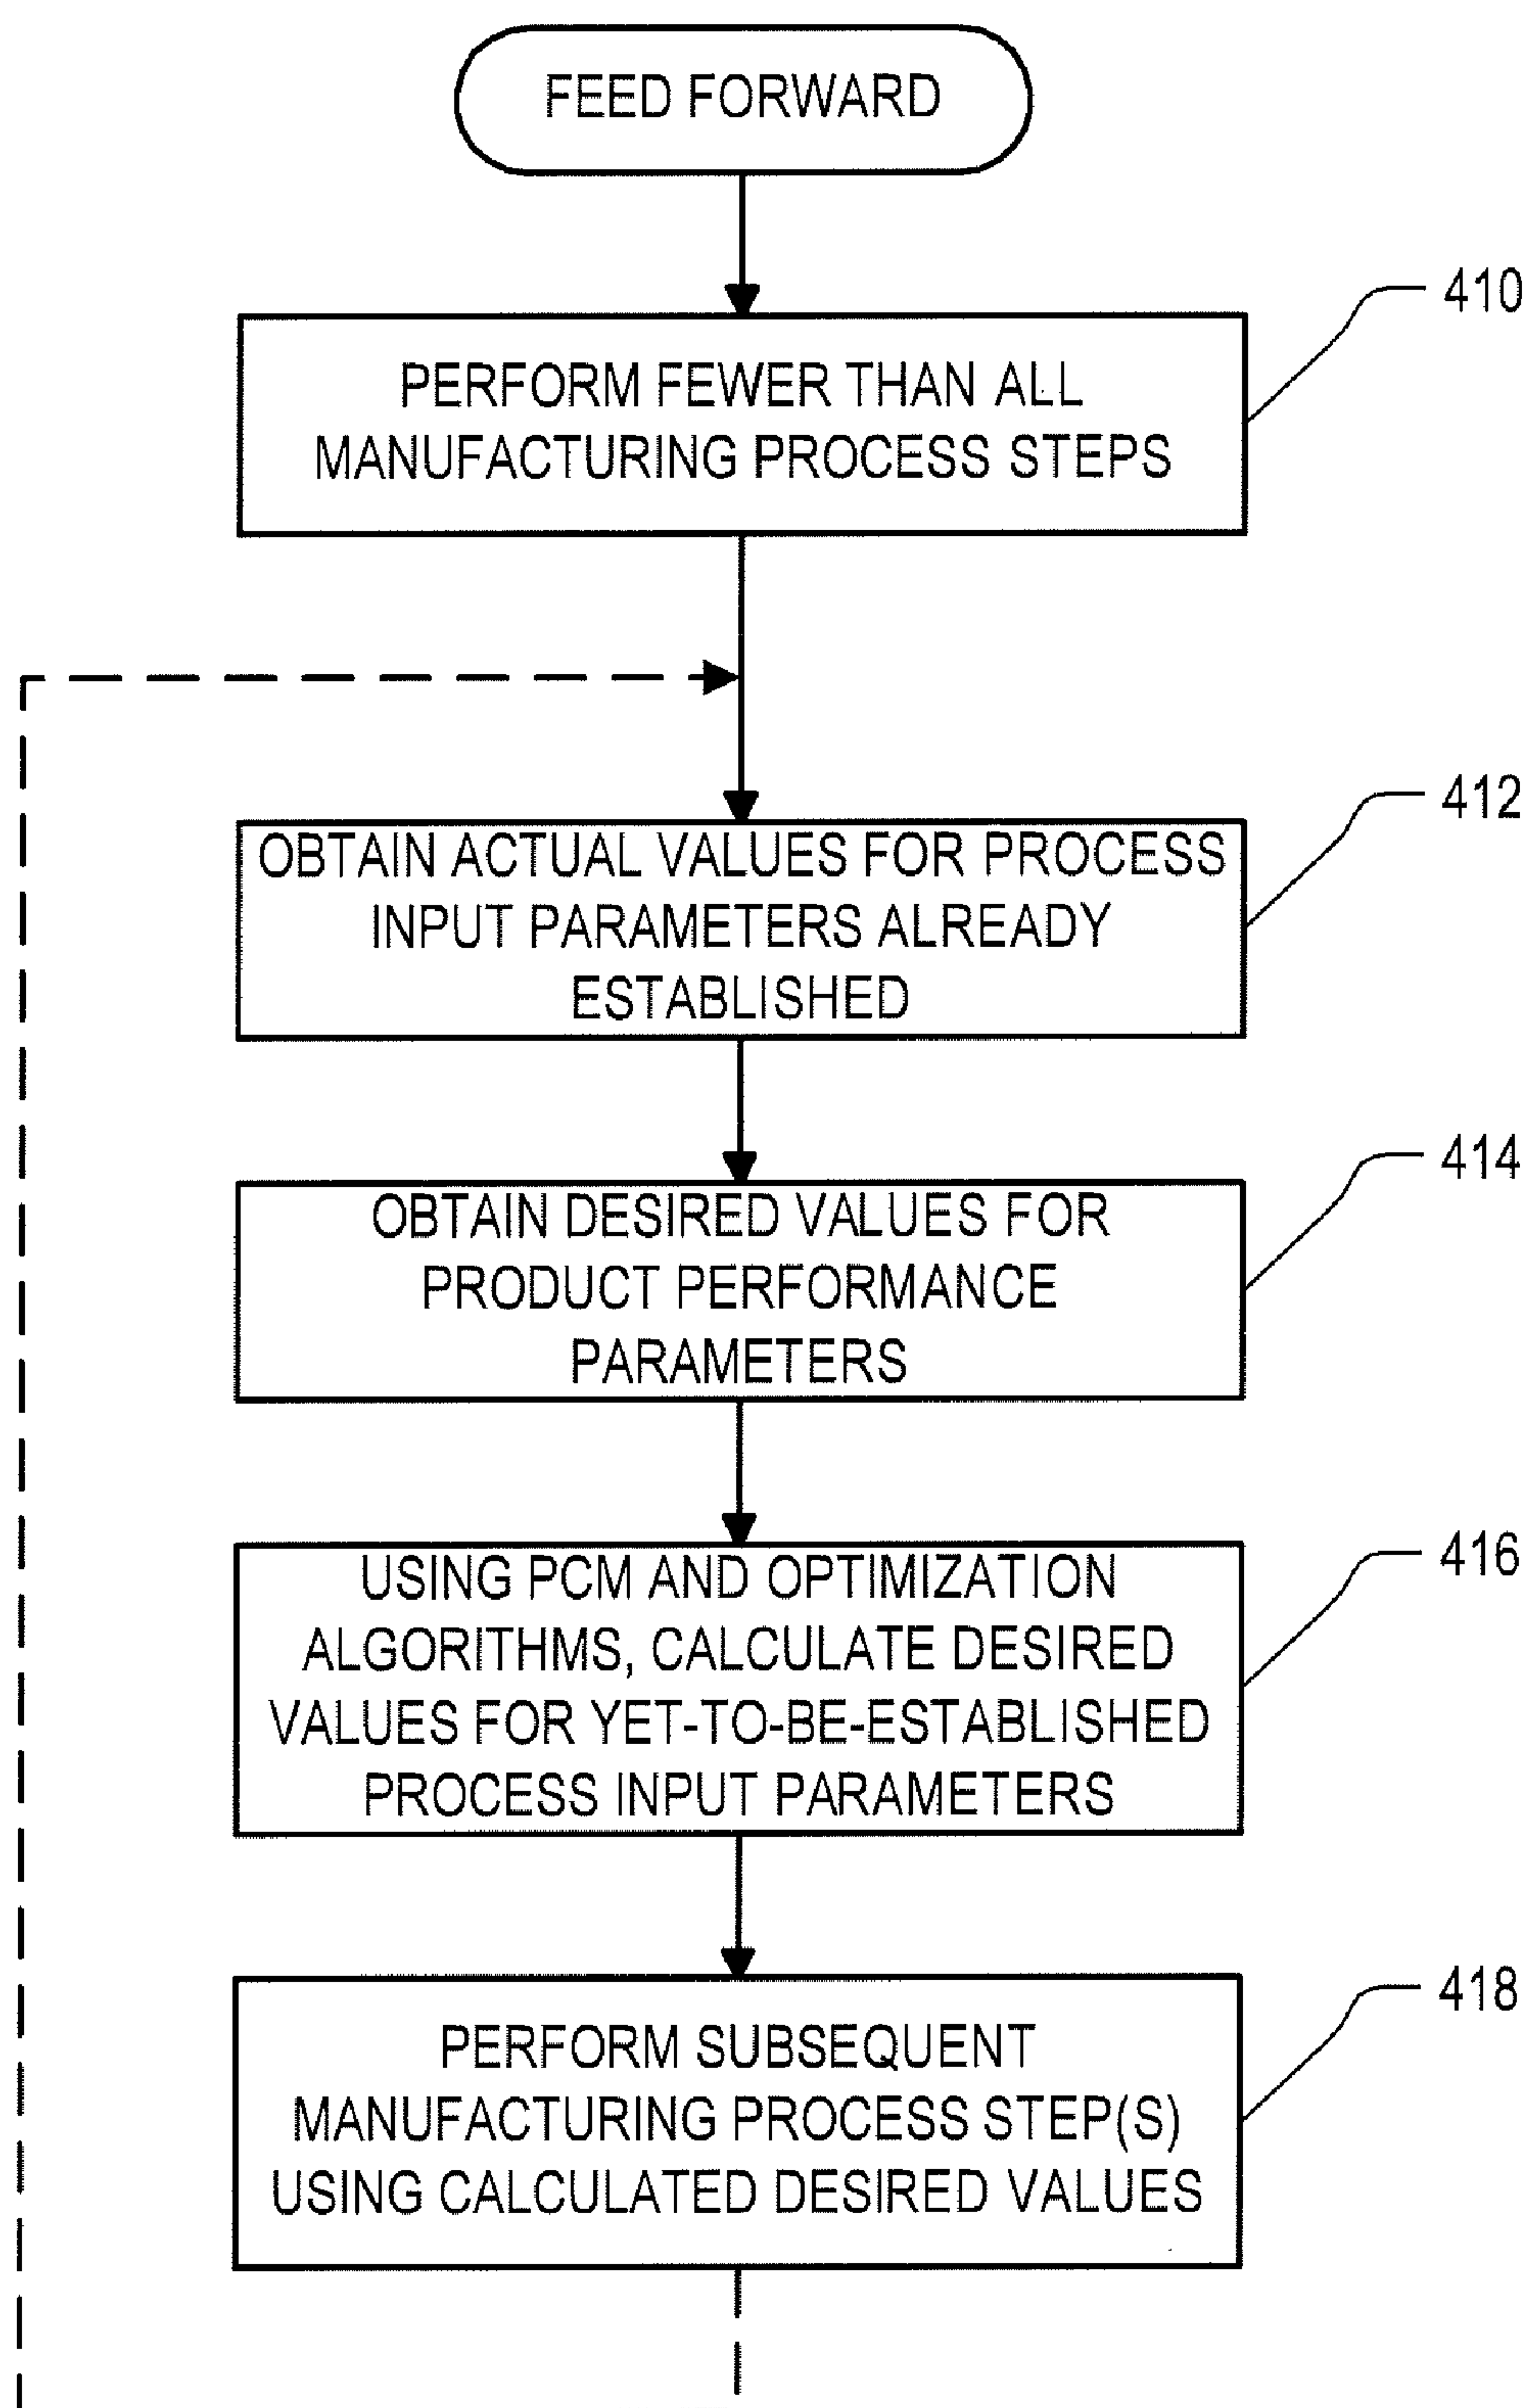 FEED FORWARD
410
PERFORM FEWER THAN ALL
MANUFACTURING PROCESS STEPS
412
OBTAIN ACTUAL VALUES FOR PROCESS
INPUT PARAMETERS ALREADY
ESTABLISHED
414
OBTAIN DESIRED VALUES FOR
PRODUCT PERFORMANCE
PARAMETERS
416
USING PCM AND OPTIMIZATION
ALGORITHMS, CALCULATE DESIRED
VALUES FOR YET-TO-BE-ESTABLISHED
PROCESS INPUT PARAMETERS
418
PERFORM SUBSEQUENT
MANUFACTURING PROCESS STEP(S)
USING CALCULATED DESIRED VALUES